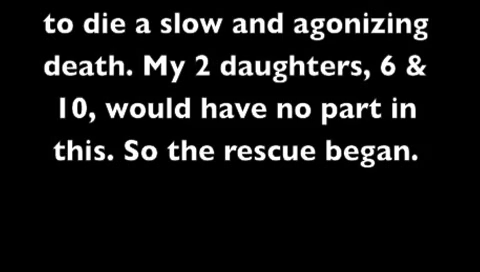 to die a slow and agonizing
death. My 2 daughters, 6 &
10, would have no part in
this. So the rescue began.